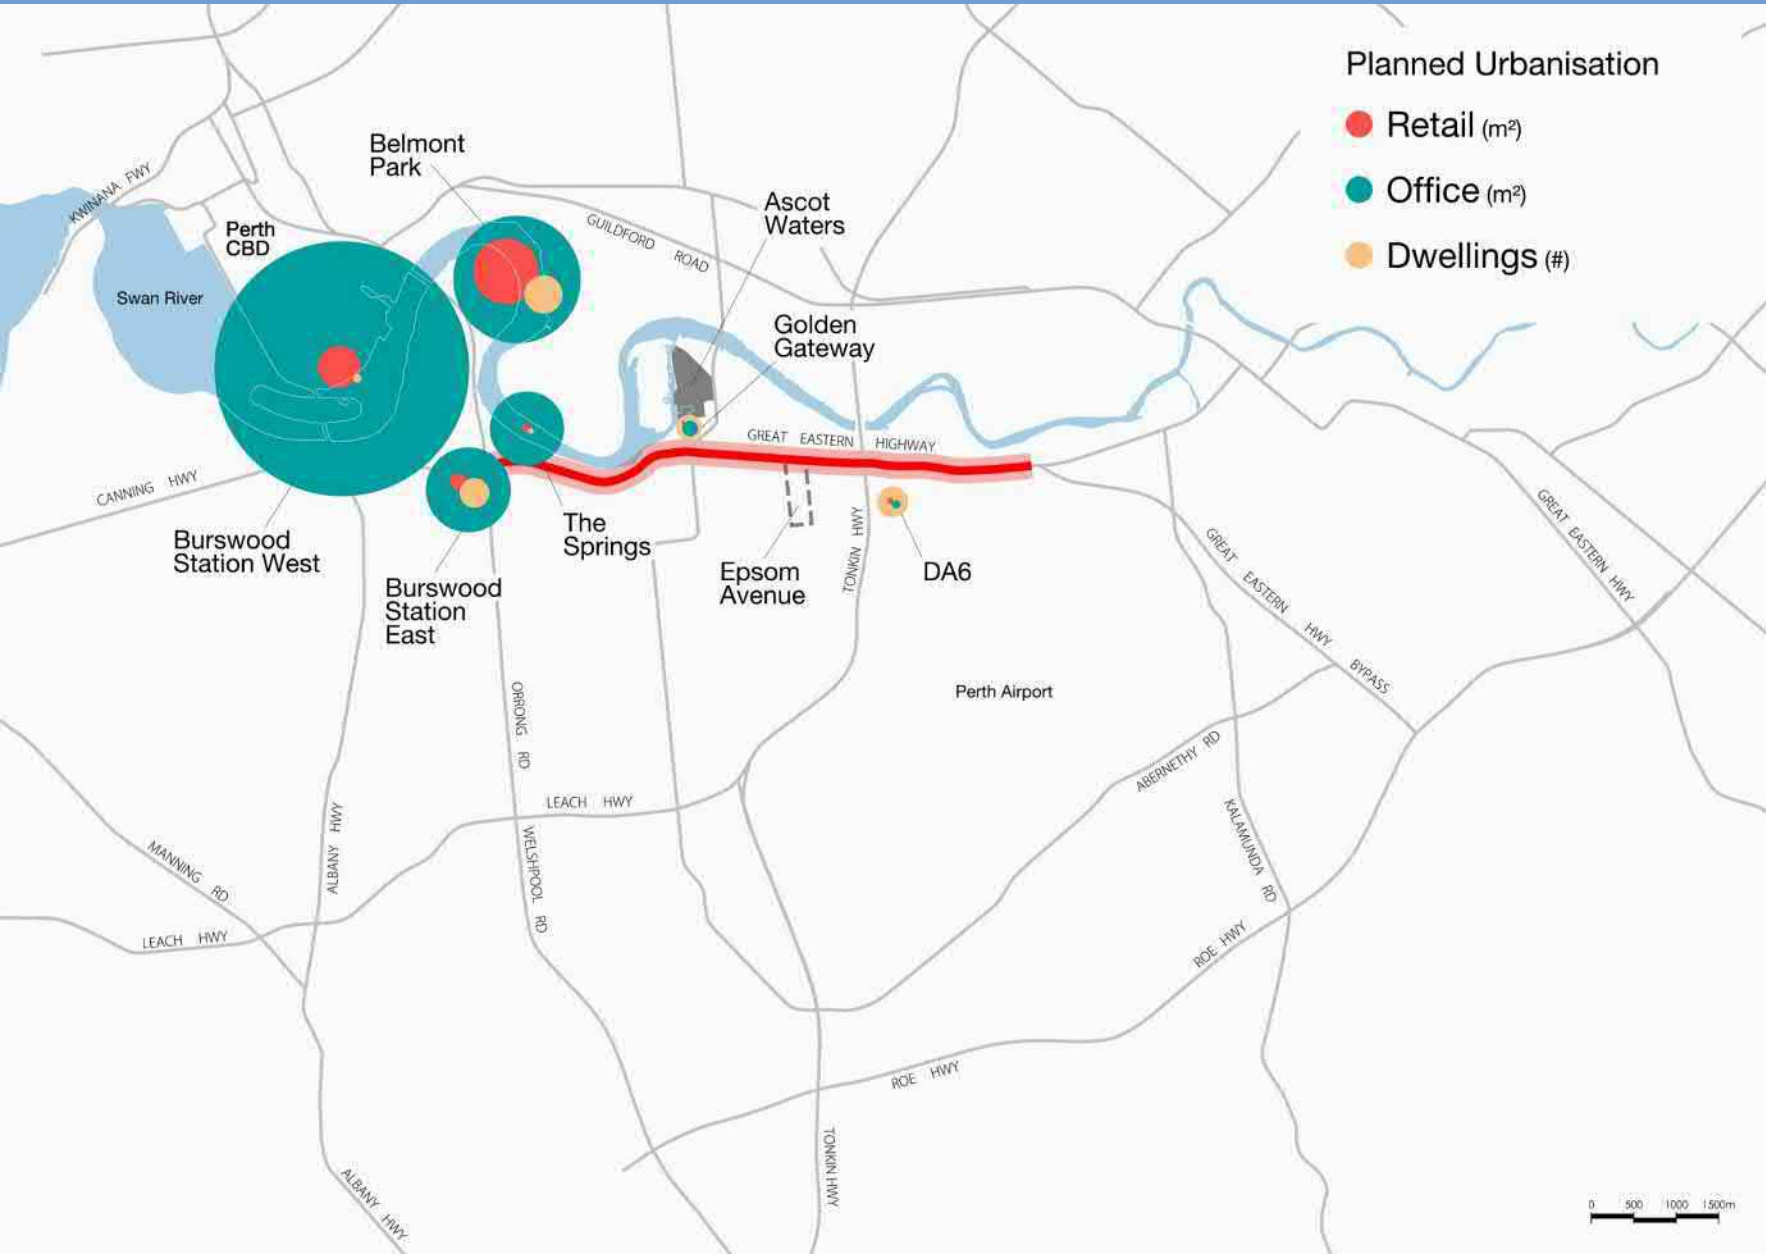 Planned Urbanisation
Retail (m²)
Office (m²)
Dwellings (#)
Belmont
Park
Ascot
Waters
KWINANA FWY
Perth
CBD
GUILDFORD ROAD
Swan River
Golden
Gateway
GREAT EASTERN HIGHWAY
CANNING HWY
Burswood
Station West
The
Springs
Burswood
Station
East
Epsom
Avenue
TONKIN HWY
DA6
GREAT EASTERN HWY BYPASS
GREAT EASTERN HWY
Perth Airport
ORRONG RD
ABERNETHY RD
LEACH HWY
ALBANY HWY
WELSHPOOL RD
KALAMUNDA RD
MANNING RD
LEACH HWY
ROE HWY
ROE HWY
TONKIN HWY
ALBANY HWY
0 500 1000 1500m